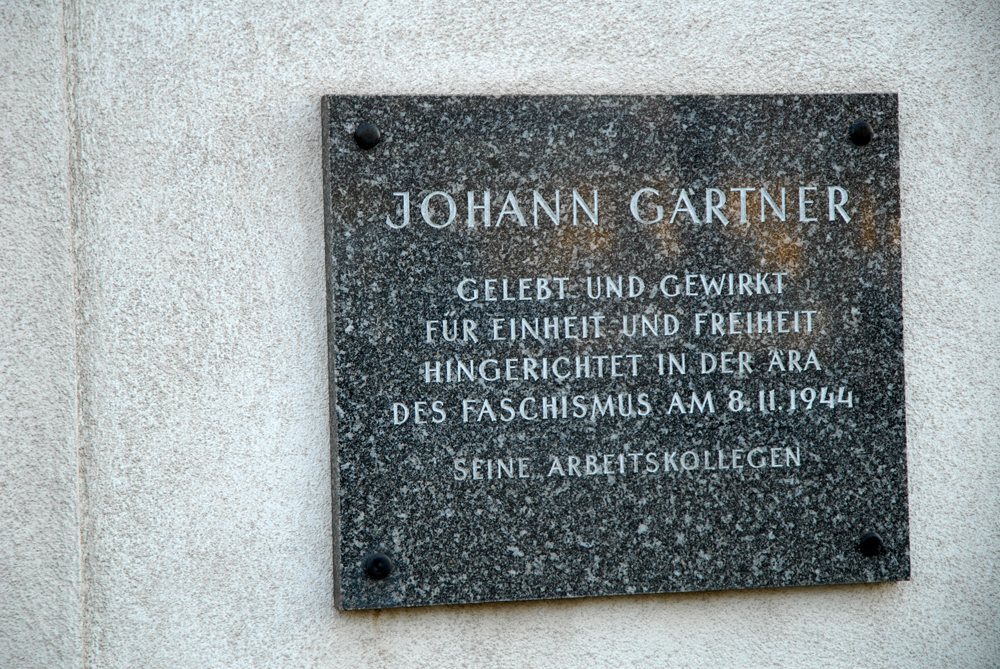 JOHANN GÄRTNER
GELEBT UND GEWIRKT
FÜR EINHEIT UND FREIHEIT
HINGERICHTET IN DER ÄRA
DES FASCHISMUS AM 8.11.1944
SEINE ARBEITSKOLLEGEN